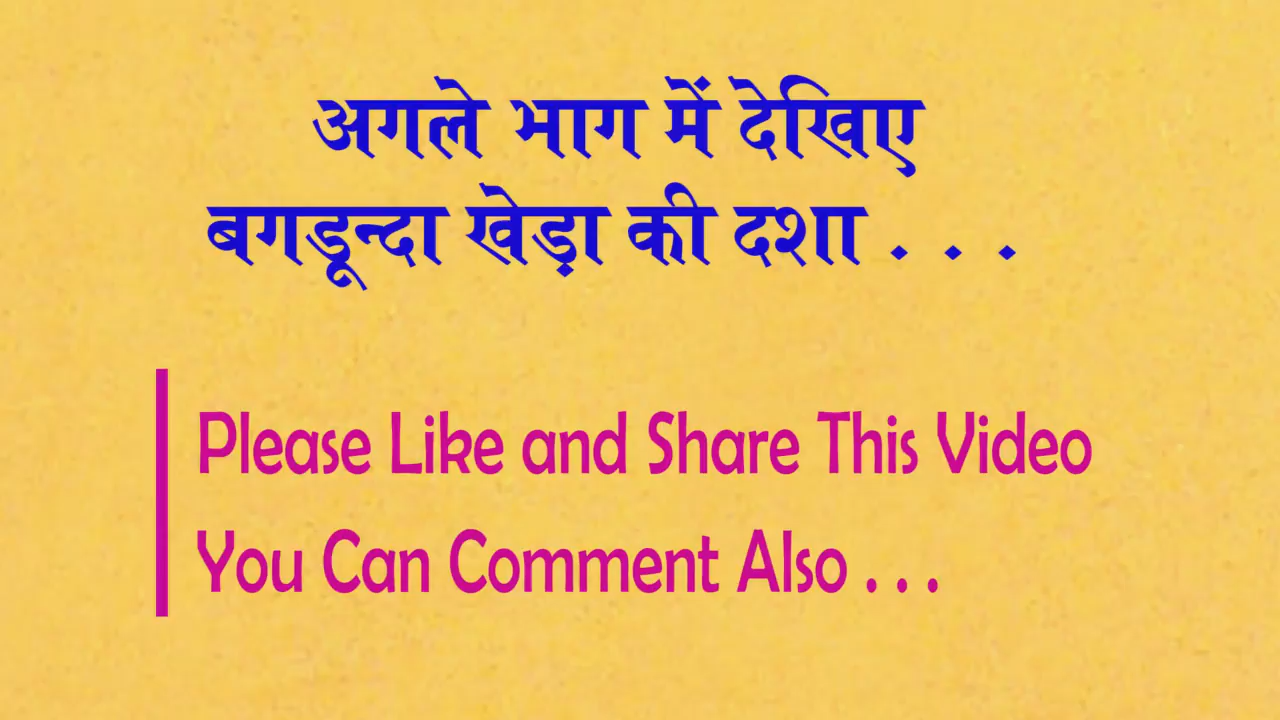 अगले भाग में देखिए
बगडून्दा खेड़ा की दशा . . .
Please Like and Share This Video
You Can Comment Also . . .